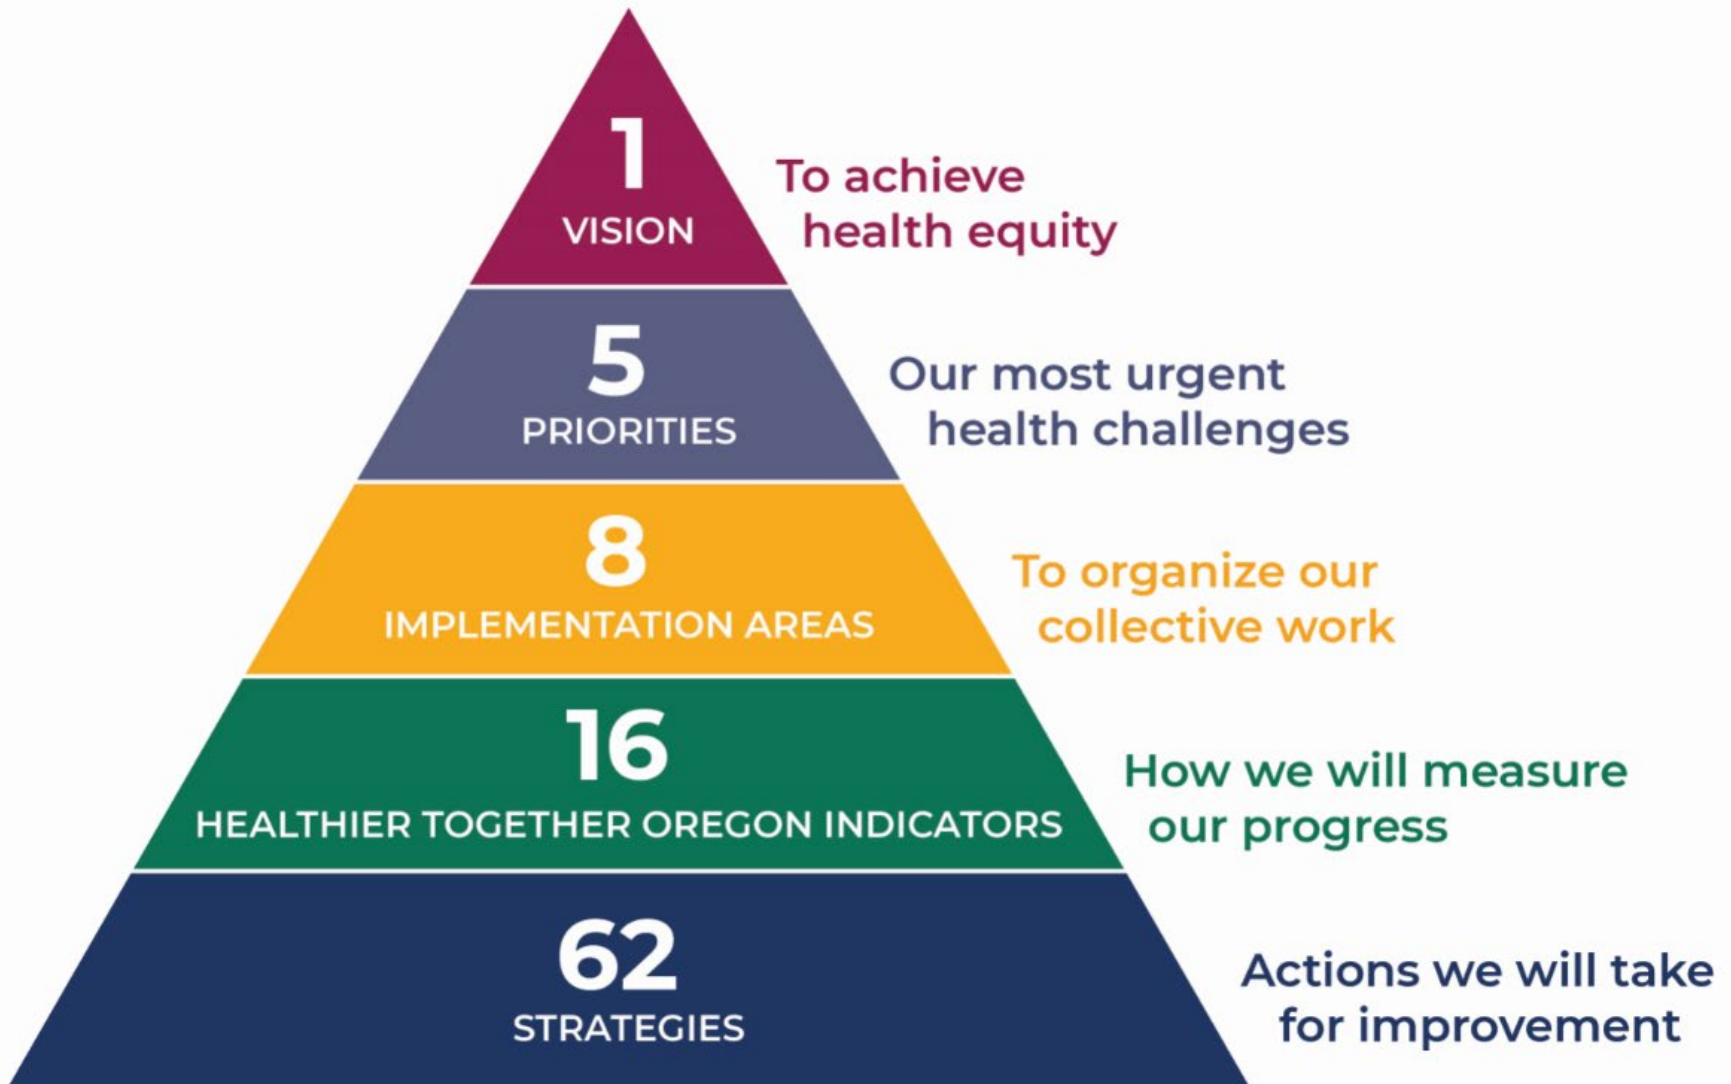 1
VISION
To achieve
health equity
5
PRIORITIES
Our most urgent
health challenges
8
IMPLEMENTATION AREAS
To organize our
collective work
16
HEALTHIER TOGETHER OREGON INDICATORS
How we will measure
our progress
62
STRATEGIES
Actions we will take
for improvement